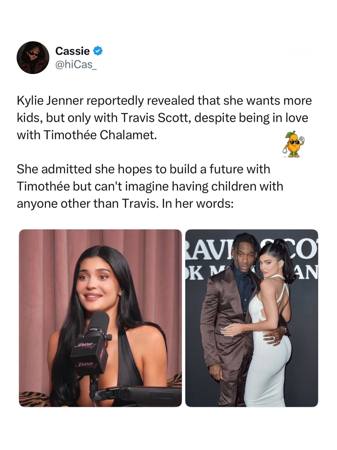 Cassie
@hiCas_
Kylie Jenner reportedly revealed that she wants more
kids, but only with Travis Scott, despite being in love
with Timothée Chalamet.
She admitted she hopes to build a future with
Timothée but can't imagine having children with
anyone other than Travis. In her words: